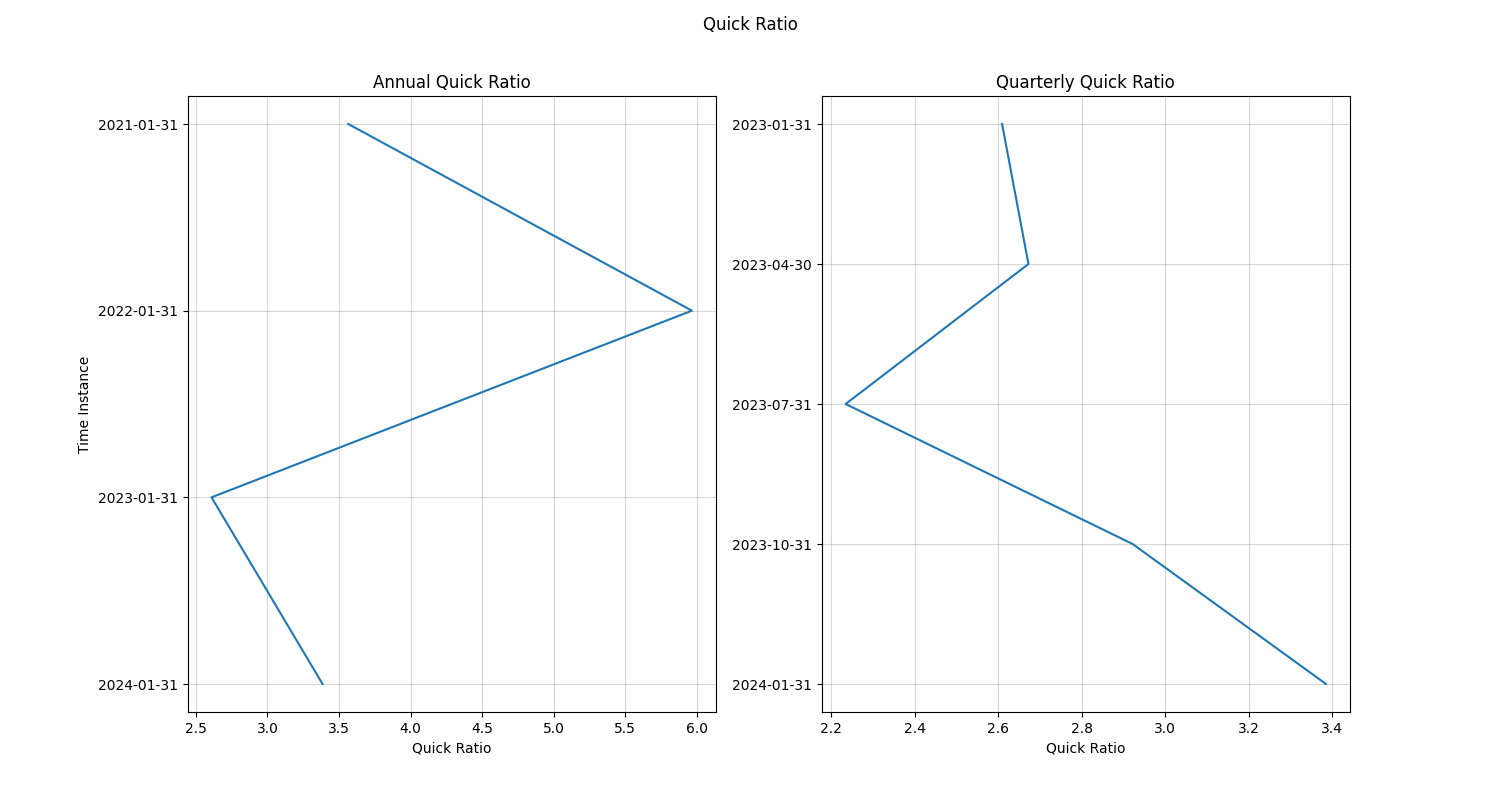 Quick Ratio
Annual Quick Ratio
Time Instance
2021-01-31
2022-01-31
2023-01-31
2024-01-31
2.5 3.0 3.5 4.0 4.5 5.0 5.5 6.0
Quick Ratio
Quarterly Quick Ratio
2023-01-31
2023-04-30
2023-07-31
2023-10-31
2024-01-31
2.2 2.4 2.6 2.8 3.0 3.2 3.4
Quick Ratio